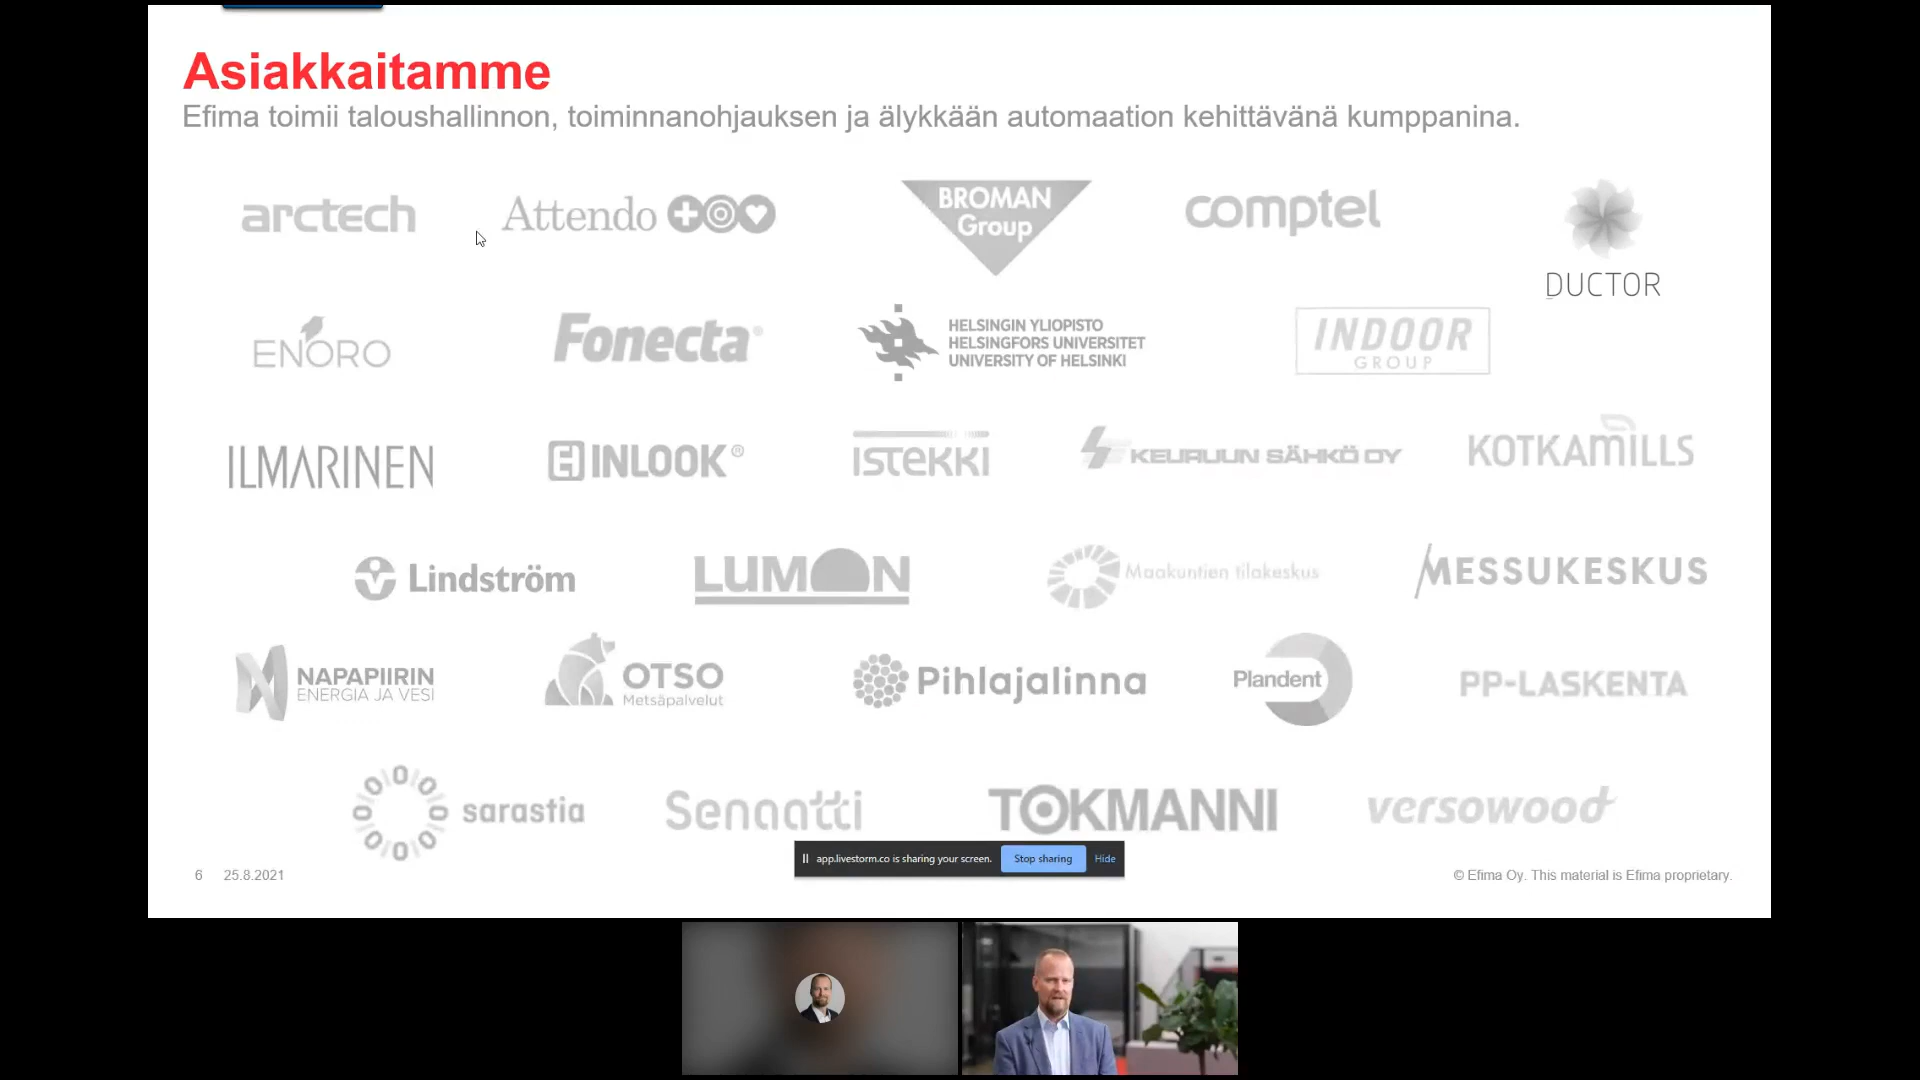 Asiakkaitamme
Efima toimii taloushallinnon, toiminnanohjauksen ja älykkään automaation kehittävänä kumppanina.
arctech
Attendo
BROMAN
Group
comptel
DUCTOR
ENORO
Fonecta®
HELSINGIN YLIOPISTO
HELSINGFORS UNIVERSITET
UNIVERSITY OF HELSINKI
INDOOR
GROUP
ILMARINEN
INLOOK®
istekki
KEURUUN SÄHKÖ OY
KOTKAMILLS
Lindström
LUMON
Maakuntien tilakeskus
MESSUKESKUS
NAPAPIIRIN
ENERGIA JA VESI
OTSO
Metsäpalvelut
Pihlajalinna
Plandent
PP-LASKENTA
sarastia
Senaatti
TOKMANNI
versowood
app.livestorm.co is sharing your screen.
Stop sharing
Hide
6
25.8.2021
© Efima Oy. This material is Efima proprietary.